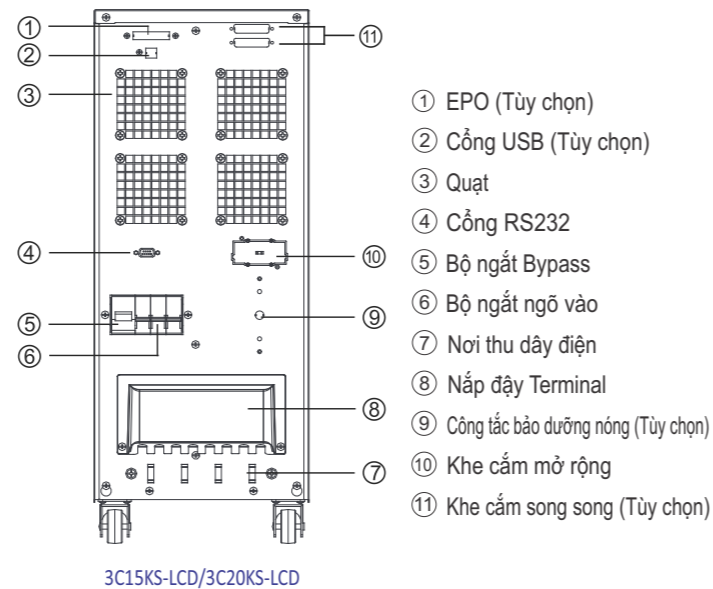 ①
②
③
④
⑤
⑥
⑪
⑩
⑨
⑧
⑦
① EPO (Tùy chọn)
② Cổng USB (Tùy chọn)
③ Quạt
④ Cổng RS232
⑤ Bộ ngắt Bypass
⑥ Bộ ngắt ngõ vào
⑦ Nơi thu dây điện
⑧ Nắp đậy Terminal
⑨ Công tắc bảo dưỡng nóng (Tùy chọn)
⑩ Khe cắm mở rộng
⑪ Khe cắm song song (Tùy chọn)
3C15KS-LCD/3C20KS-LCD